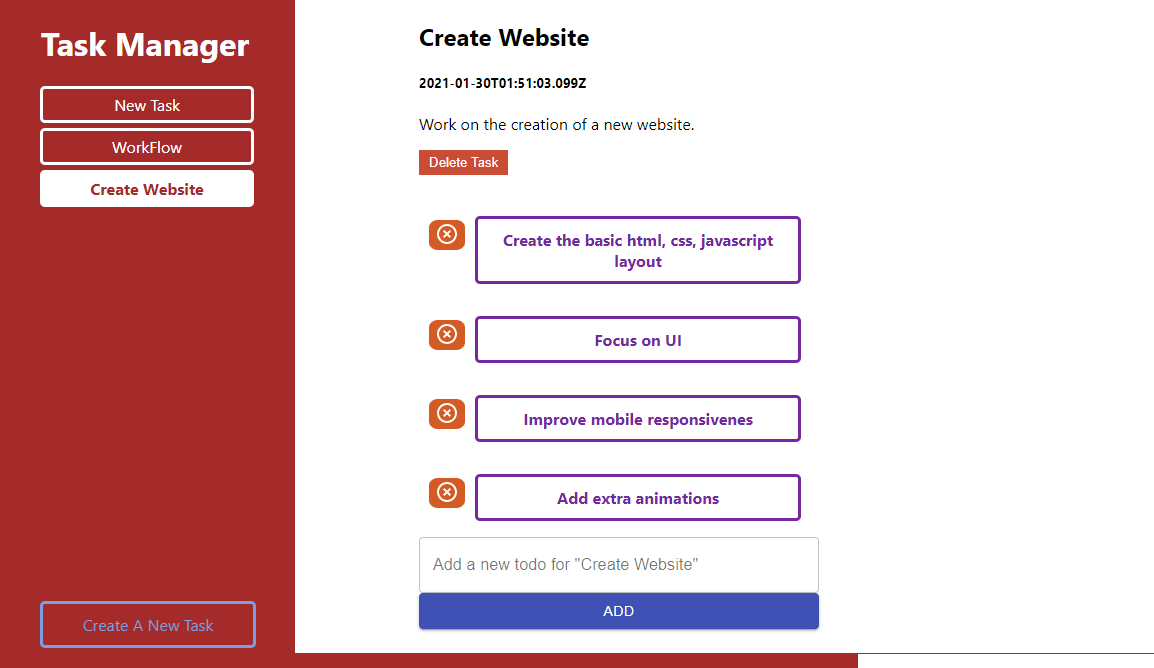 Task Manager
New Task
WorkFlow
Create Website
Create A New Task
Create Website
2021-01-30T01:51:03.099Z
Work on the creation of a new website.
Delete Task
Create the basic html, css, javascript
layout
Focus on UI
Improve mobile responsivenes
Add extra animations
Add a new todo for "Create Website"
ADD